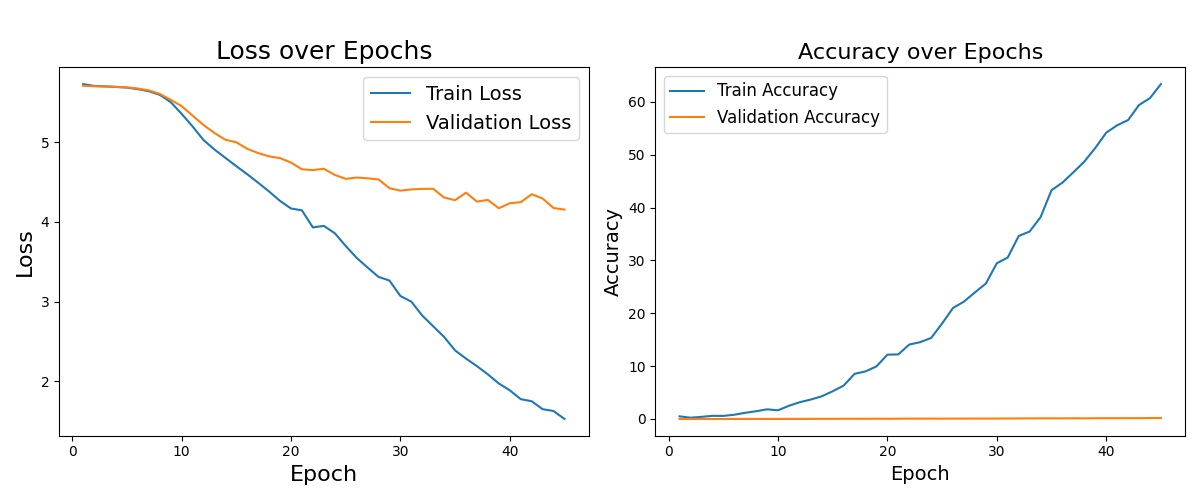 Loss over Epochs
Train Loss
Validation Loss
5
4
3
2
0 10 20 30 40
Loss
Epoch
Accuracy over Epochs
Train Accuracy
Validation Accuracy
60
50
40
30
20
10
0
0 10 20 30 40
Accuracy
Epoch